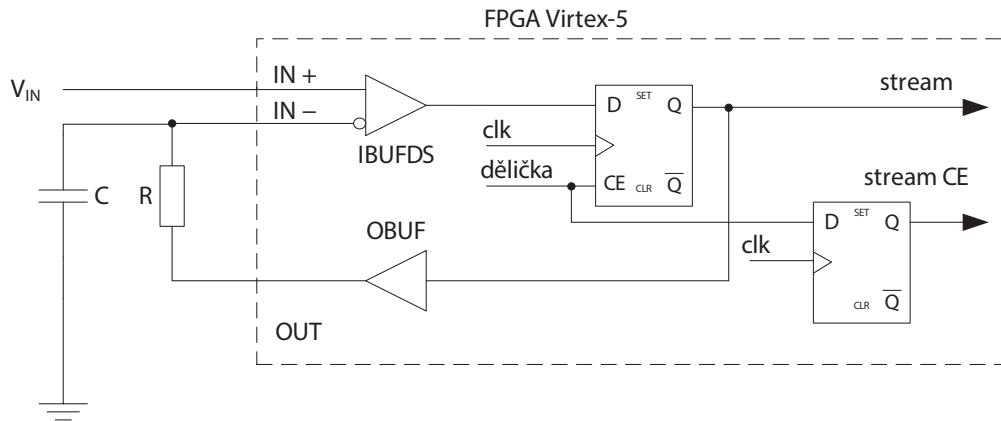 FPGA Virtex-5
V_IN
IN +
IN −
IBUFDS
D SET Q
CE CLR Q̅
clk
dělička
stream
stream CE
D SET Q
CLR Q̅
clk
C
R
OBUF
OUT